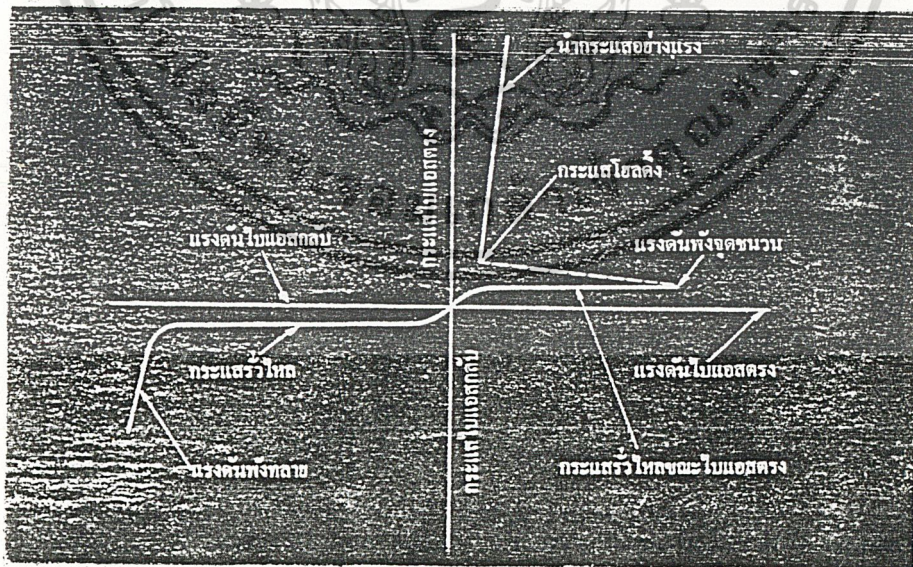 นำกระแสอย่างแรง
กระแสไบแอสตรง
กระแสโฮลดิ้ง
แรงดันไบแอสกลับ
แรงดันพังจุดชนวน
กระแสรั่วไหล
แรงดันไบแอสตรง
กระแสไบแอสกลับ
แรงดันพังทลาย
กระแสรั่วไหลขณะไบแอสตรง